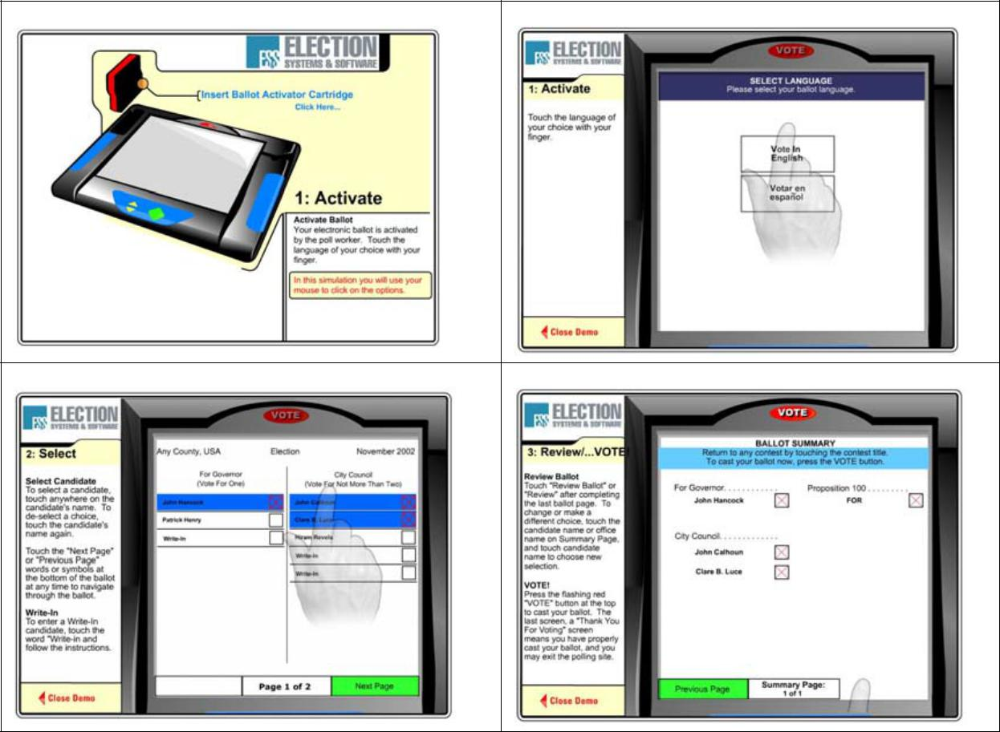 ESS ELECTION
SYSTEMS & SOFTWARE
Insert Ballot Activator Cartridge
Click Here...
1: Activate
Activate Ballot
Your electronic ballot is activated
by the poll worker. Touch the
language of your choice with your
finger.
In this simulation you will use your
mouse to click on the options.
ESS ELECTION
SYSTEMS & SOFTWARE
1: Activate
Touch the language of
your choice with your
finger.
Close Demo
VOTE
SELECT LANGUAGE
Please select your ballot language.
Vote In
English
Votar en
español
ESS ELECTION
SYSTEMS & SOFTWARE
2: Select
Select Candidate
To select a candidate,
touch anywhere on the
candidate's name. To
de-select a choice,
touch the candidate's
name again.
Touch the "Next Page"
or "Previous Page"
words or symbols at
the bottom of the ballot
at any time to navigate
through the ballot.
Write-In
To enter a Write-In
candidate, touch the
word "Write-in and
follow the instructions.
Close Demo
VOTE
Any County, USA Election November 2002
For Governor
(Vote For One)
John Hancock
Patrick Henry
Write-In
City Council
(Vote For Not More Than Two)
John Calhoun
Clare B. Luce
Hiram Revels
Write-In
Write-In
Page 1 of 2 Next Page
ESS ELECTION
SYSTEMS & SOFTWARE
3: Review/...VOTE!
Review Ballot
Touch "Review Ballot" or
"Review" after completing
the last ballot page. To
change or make a
different choice, touch the
candidate name or office
name on Summary Page,
and touch candidate
name to choose new
selection.
VOTE!
Press the flashing red
"VOTE" button at the top
to cast your ballot. The
last screen, a "Thank You
For Voting" screen
means you have properly
cast your ballot, and you
may exit the polling site.
Close Demo
VOTE
BALLOT SUMMARY
Return to any contest by touching the contest title.
To cast your ballot now, press the VOTE button.
For Governor. . . . . . . . . . . .
John Hancock
City Council. . . . . . . . . . . . .
John Calhoun
Clare B. Luce
Proposition 100 . . . . . . . . .
FOR
Previous Page
Summary Page:
1 of 1